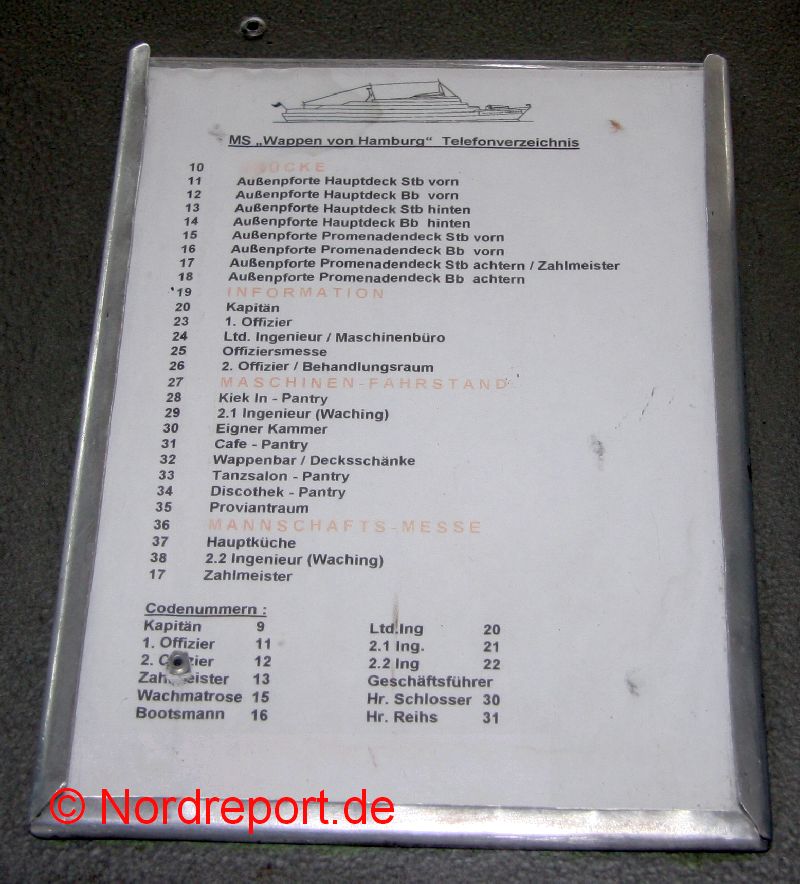 MS „Wappen von Hamburg“ Telefonverzeichnis
10 BRÜCKE
11 Außenpforte Hauptdeck Stb vorn
12 Außenpforte Hauptdeck Bb vorn
13 Außenpforte Hauptdeck Stb hinten
14 Außenpforte Hauptdeck Bb hinten
15 Außenpforte Promenadendeck Stb vorn
16 Außenpforte Promenadendeck Bb vorn
17 Außenpforte Promenadendeck Stb achtern / Zahlmeister
18 Außenpforte Promenadendeck Bb achtern
19 INFORMATION
20 Kapitän
23 1. Offizier
24 Ltd. Ingenieur / Maschinenbüro
25 Offiziersmesse
26 2. Offizier / Behandlungsraum
27 MASCHINEN-FAHRSTAND
28 Kiek In - Pantry
29 2.1 Ingenieur (Waching)
30 Eigner Kammer
31 Cafe - Pantry
32 Wappenbar / Decksschänke
33 Tanzsalon - Pantry
34 Discothek - Pantry
35 Proviantraum
36 MANNSCHAFTS-MESSE
37 Hauptküche
38 2.2 Ingenieur (Waching)
17 Zahlmeister
Codenummern :
Kapitän 9
1. Offizier 11
2. Offizier 12
Zahlmeister 13
Wachmatrose 15
Bootsmann 16
Ltd.Ing 20
2.1 Ing. 21
2.2 Ing 22
Geschäftsführer
Hr. Schlosser 30
Hr. Reihs 31
© Nordreport.de